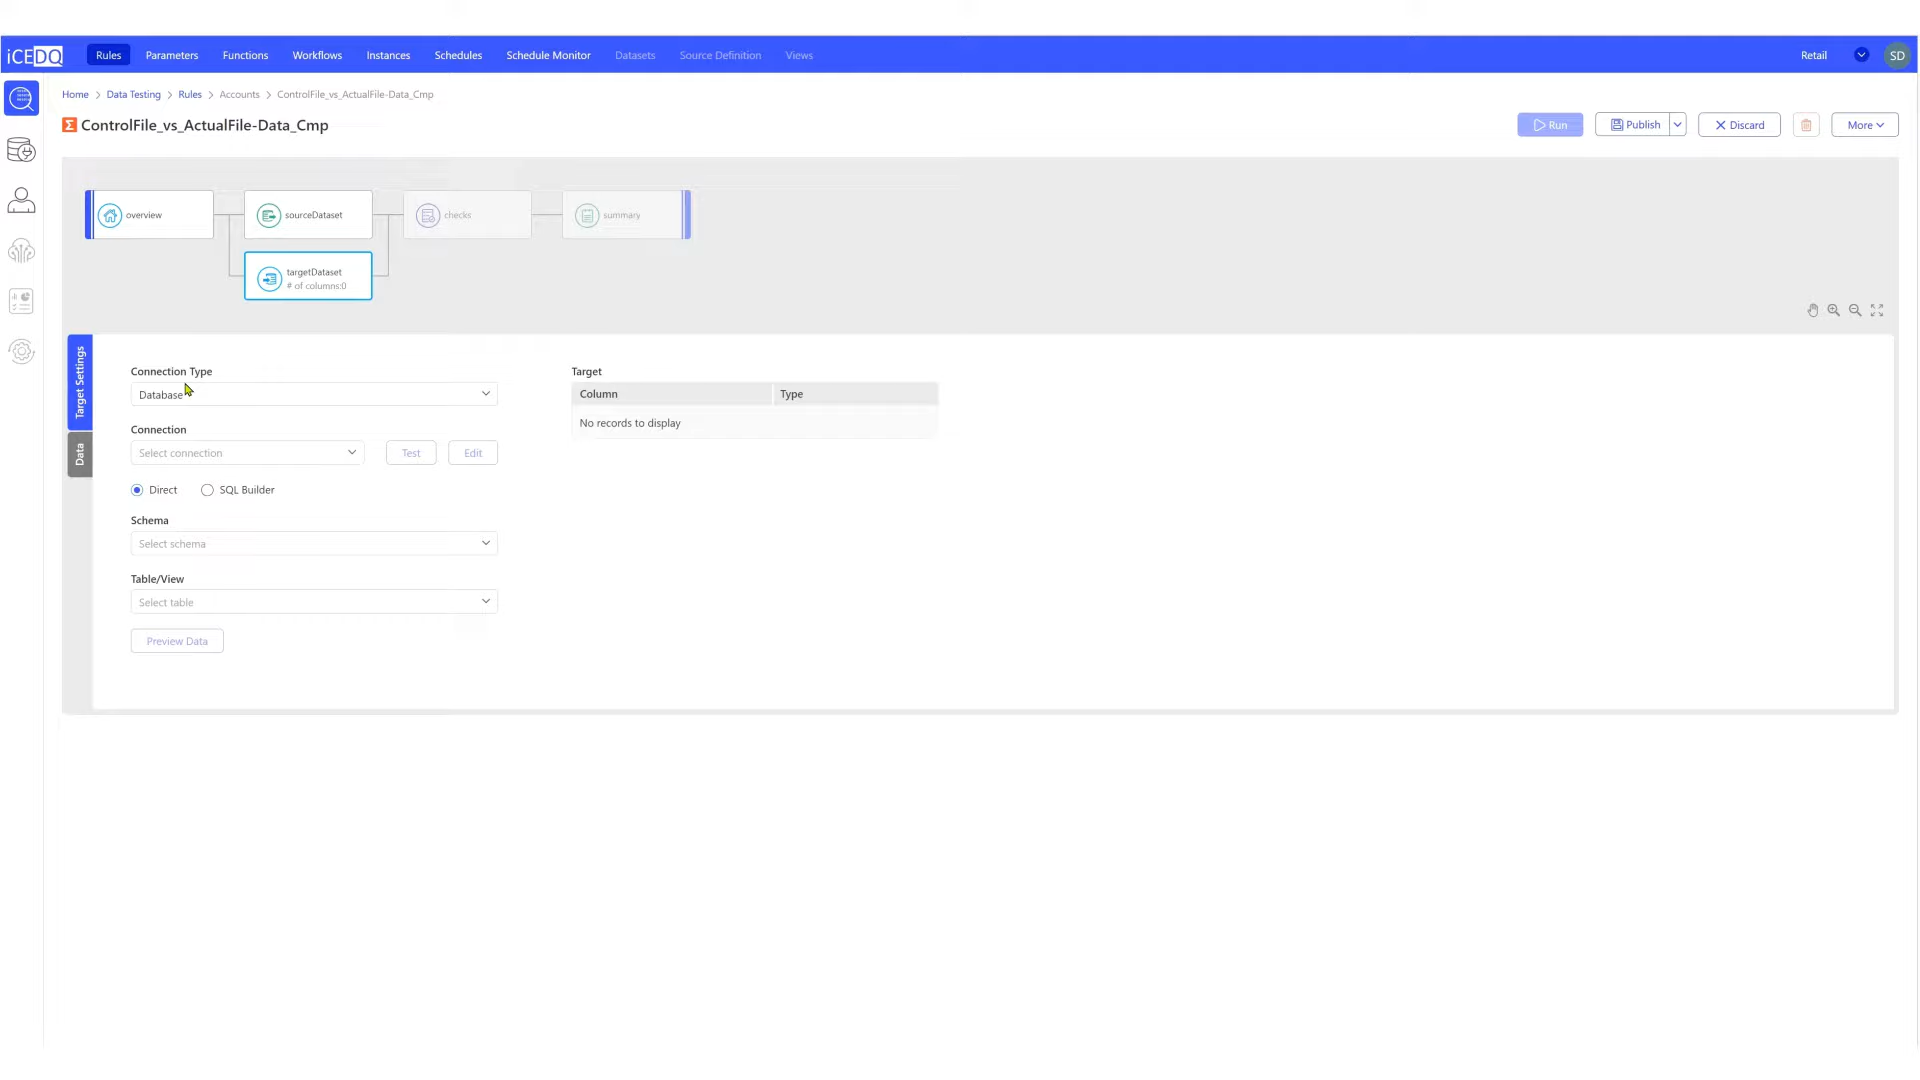 iCEDQ Rules Parameters Functions Workflows Instances Schedules Schedule Monitor Datasets Source Definition Views Retail SD
Home > Data Testing > Rules > Accounts > ControlFile_vs_ActualFile-Data_Cmp
Σ ControlFile_vs_ActualFile-Data_Cmp Run Publish Discard More
overview sourceDataset checks summary
targetDataset
# of columns:0
Target Settings
Data
Connection Type
Database
Connection
Select connection Test Edit
Direct SQL Builder
Schema
Select schema
Table/View
Select table
Preview Data
Target
Column Type
No records to display